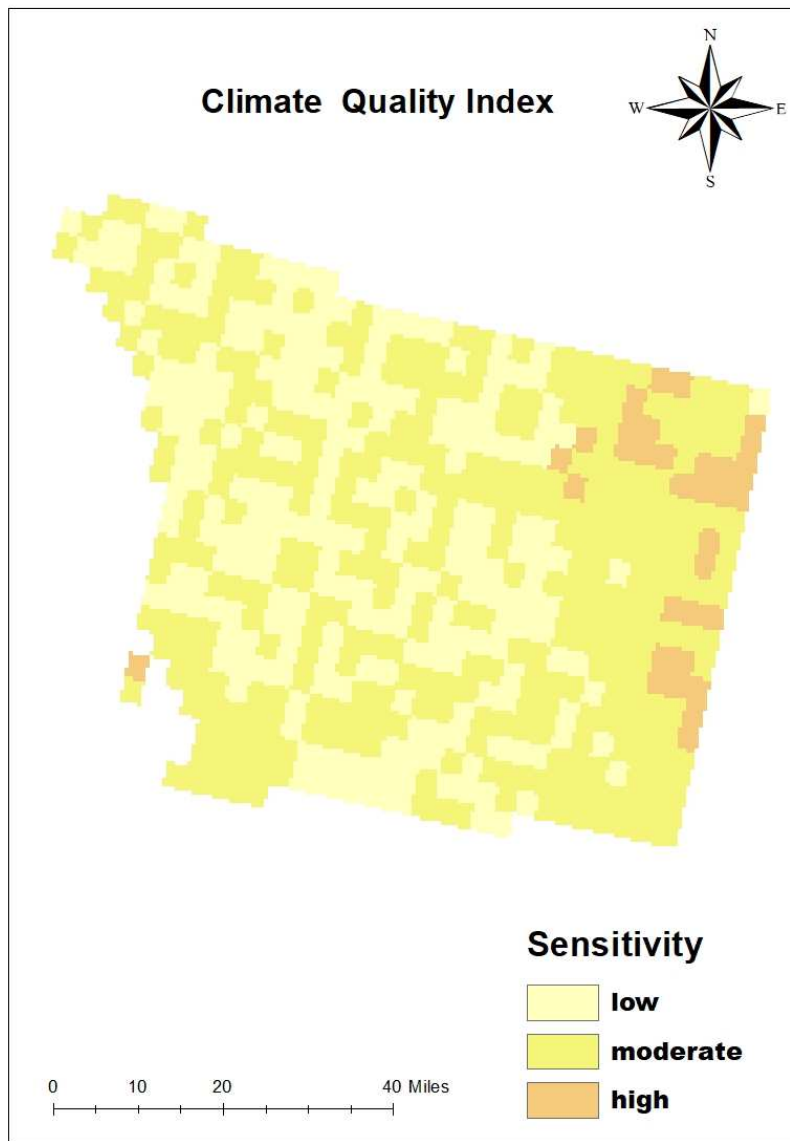 N
Climate Quality Index
W E
S
Sensitivity
low
moderate
high
0 10 20 40 Miles